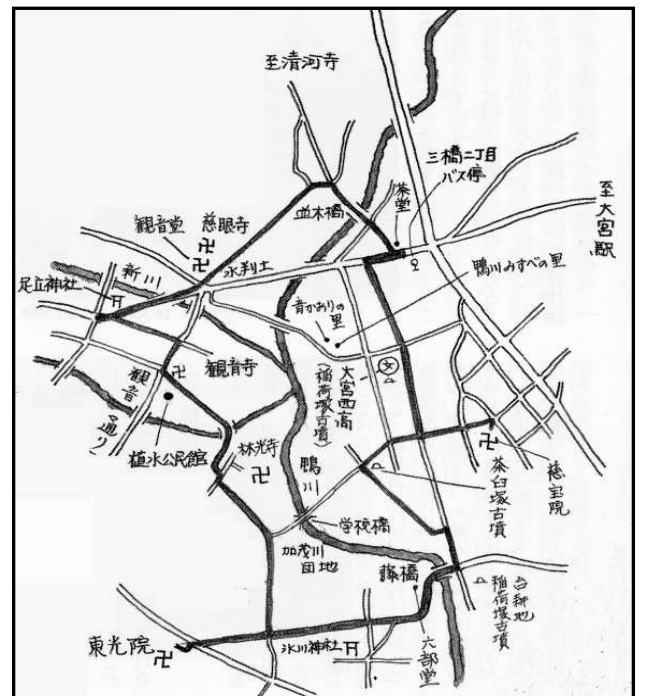 至清河寺
三橋二丁目
バス停
茶堂
至大宮駅
並木橋
観音堂
慈眼寺
水判土
足立神社
新川
鴨川みずべの里
音かおりの
里
観音寺
観音通り
大宮西高
(稲荷塚古墳)
植水公民館
林光寺
鴨川
茶臼塚古墳
慈宝院
学校橋
加茂川
団地
藤橋
台耕地
稲荷塚古墳
東光院
氷川神社
六部堂